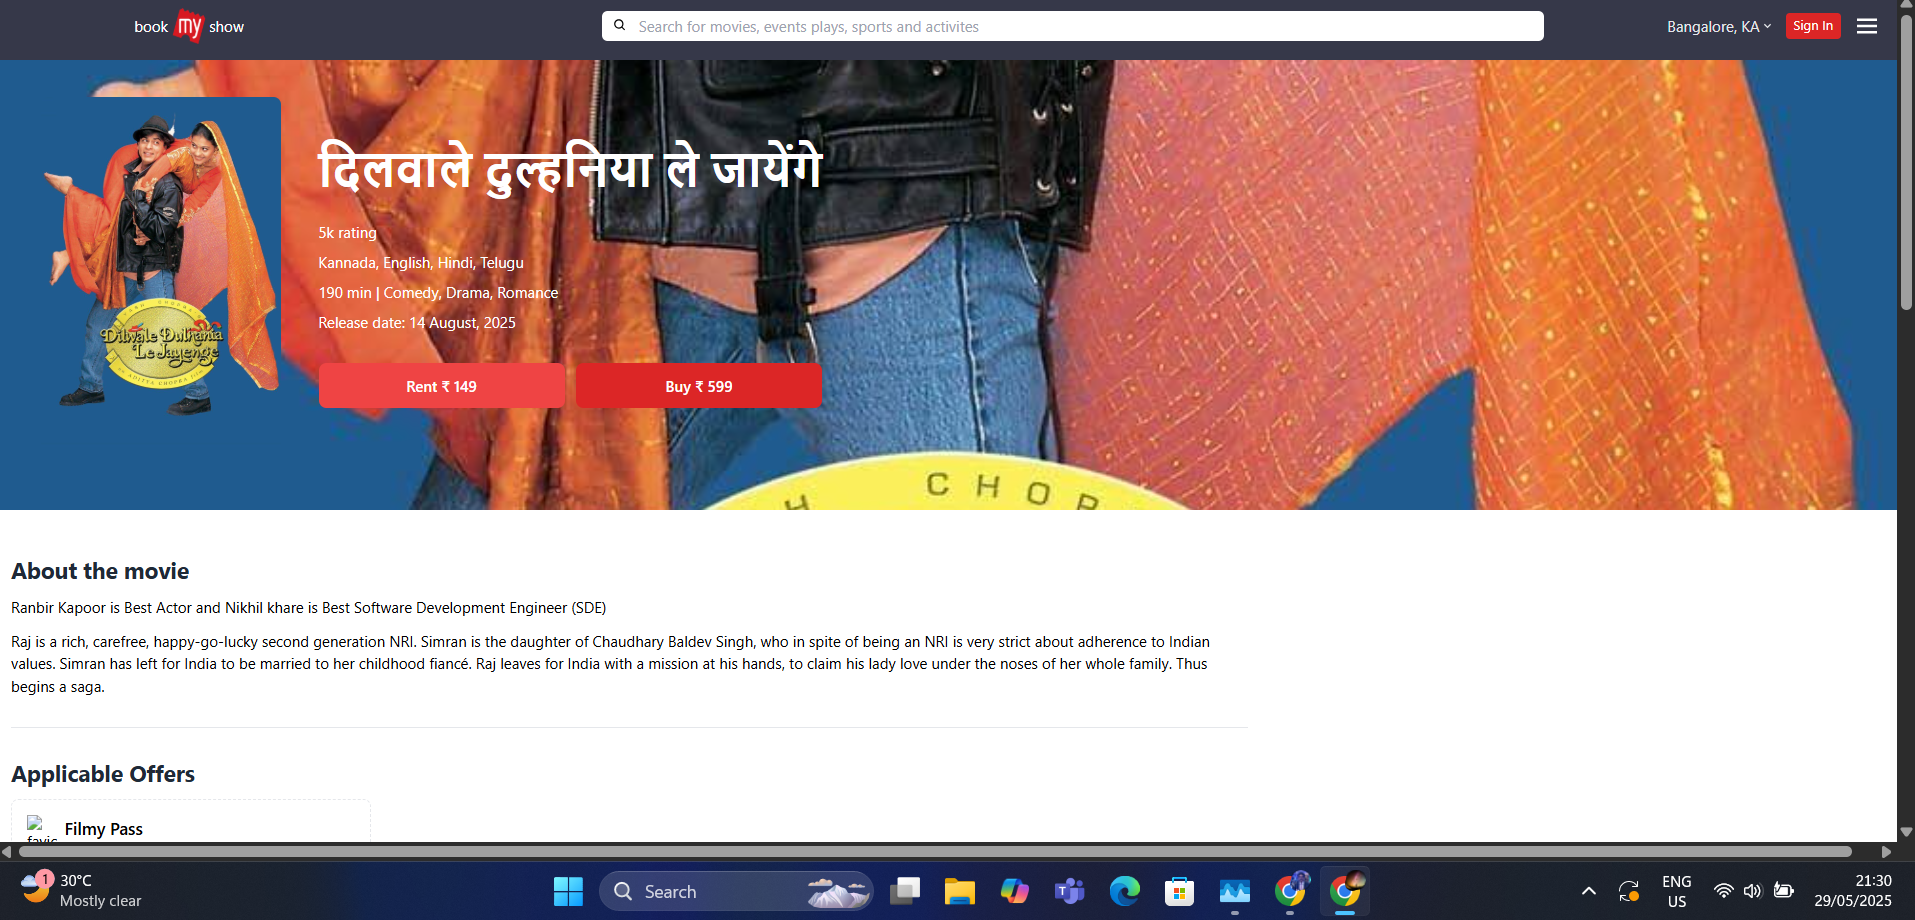 book my show
Search for movies, events plays, sports and activites
Bangalore, KA
Sign In
दिलवाले दुल्हनिया ले जायेंगे
5k rating
Kannada, English, Hindi, Telugu
190 min | Comedy, Drama, Romance
Release date: 14 August, 2025
Rent ₹ 149
Buy ₹ 599
Dilwale Dulhania
Le Jayenge
CHOP
About the movie
Ranbir Kapoor is Best Actor and Nikhil khare is Best Software Development Engineer (SDE)
Raj is a rich, carefree, happy-go-lucky second generation NRI. Simran is the daughter of Chaudhary Baldev Singh, who in spite of being an NRI is very strict about adherence to Indian
values. Simran has left for India to be married to her childhood fiancé. Raj leaves for India with a mission at his hands, to claim his lady love under the noses of her whole family. Thus
begins a saga.
Applicable Offers
Filmy Pass
1
30°C
Mostly clear
Search
ENG
US
21:30
29/05/2025